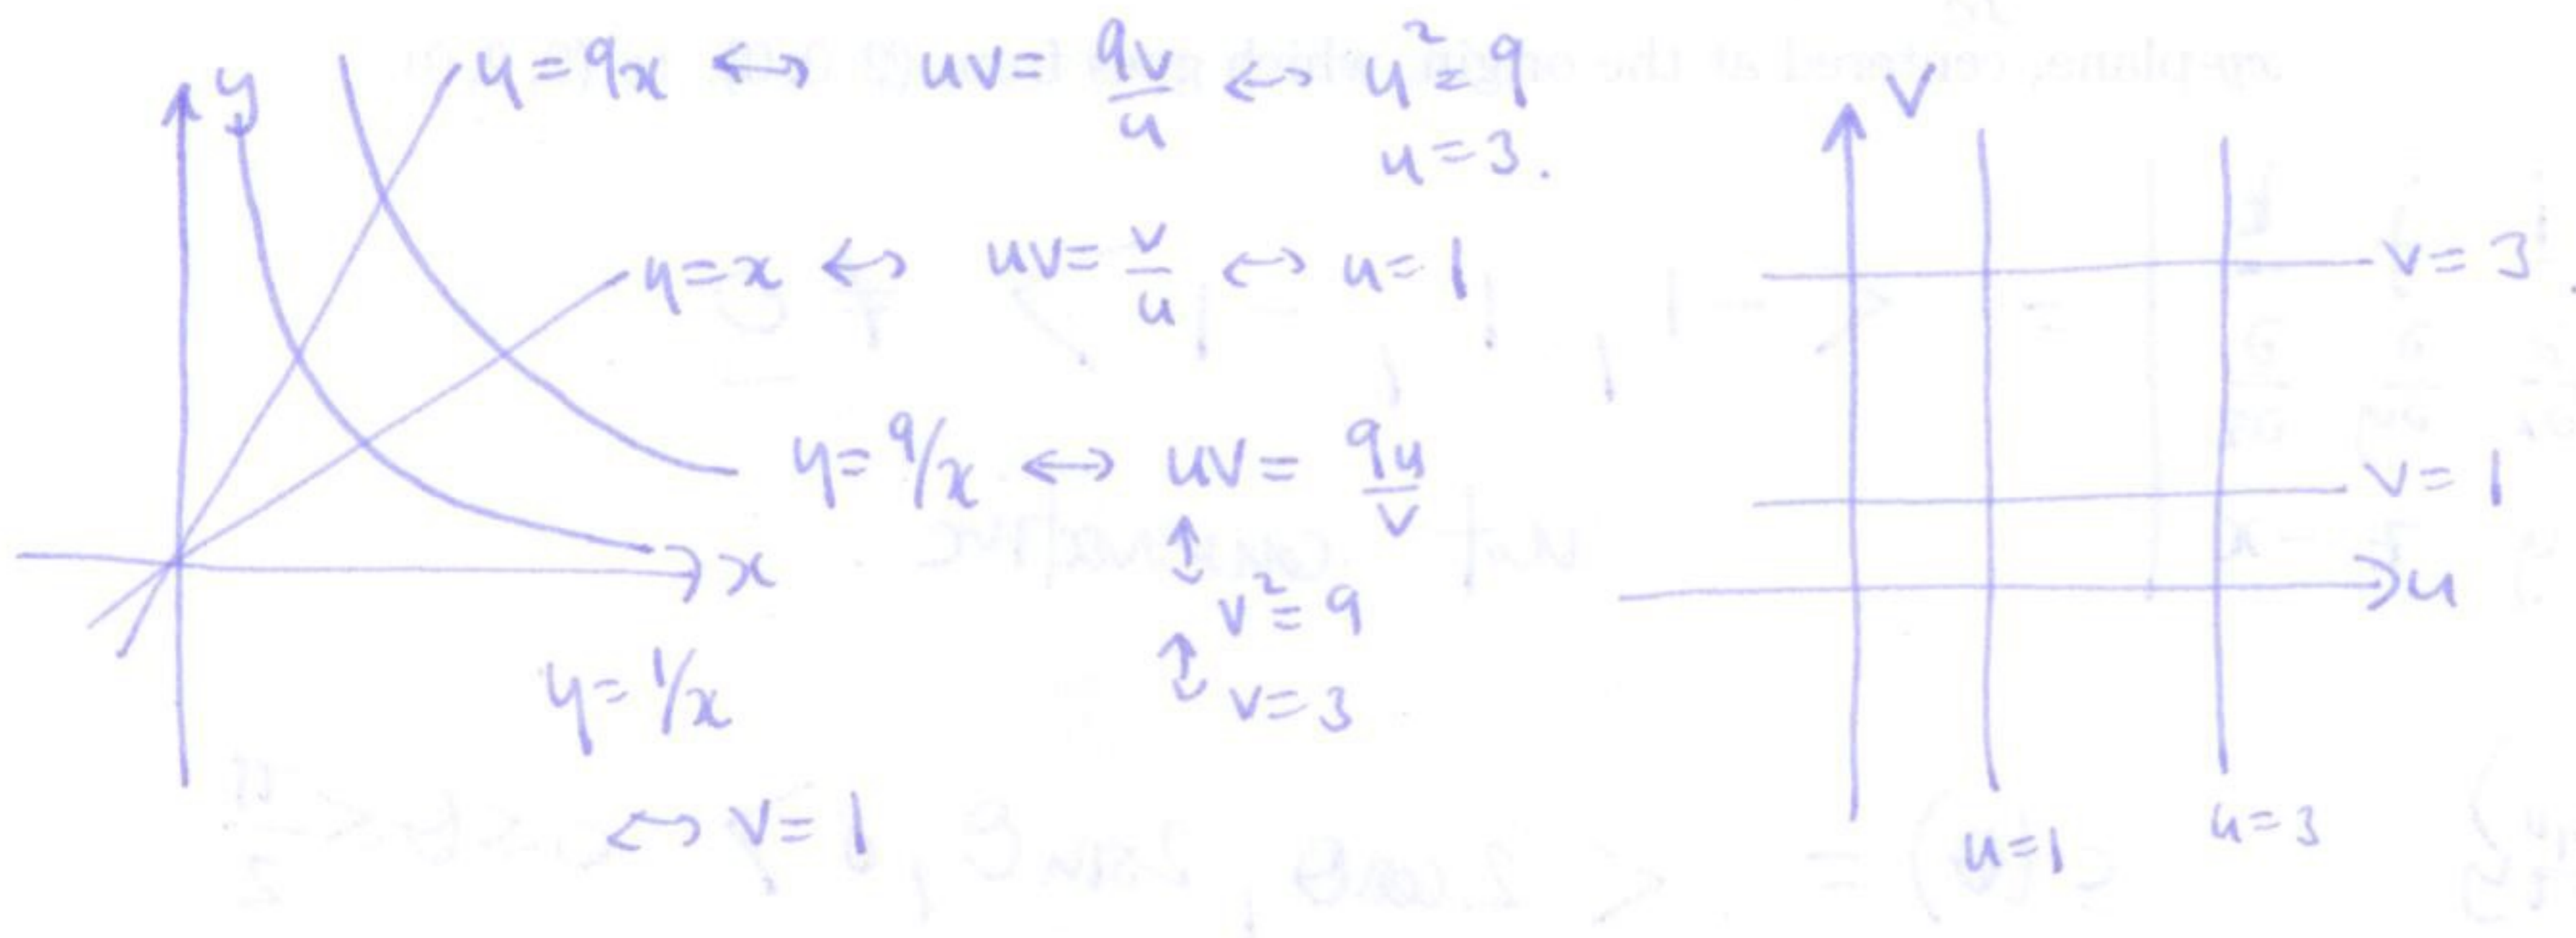 y
y = 9x ↔ uv = 9v/u ↔ u² = 9
u = 3.
y = x ↔ uv = v/u ↔ u = 1
y = 9/x ↔ uv = 9u/v
↕
v² = 9
↕ v = 3
x
y = 1/x
↔ v = 1
v
v = 3
v = 1
u
u = 1
u = 3